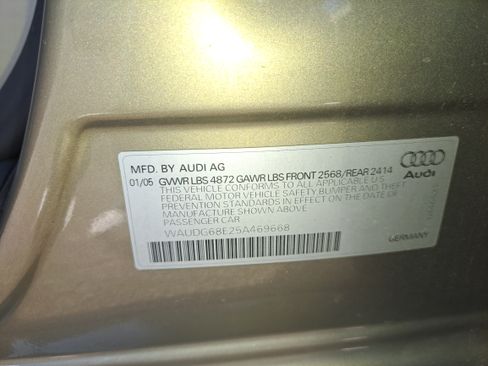 MFD. BY AUDI AG
01/05 GVWR LBS 4872 GAWR LBS FRONT 2568/REAR 2414
THIS VEHICLE CONFORMS TO ALL APPLICABLE U.S.
FEDERAL MOTOR VEHICLE SAFETY, BUMPER AND THEFT
PREVENTION STANDARDS IN EFFECT ON THE DATE OF
MANUFACTURE SHOWN ABOVE
PASSENGER CAR
WAUDG68E25A469668
Audi
GERMANY